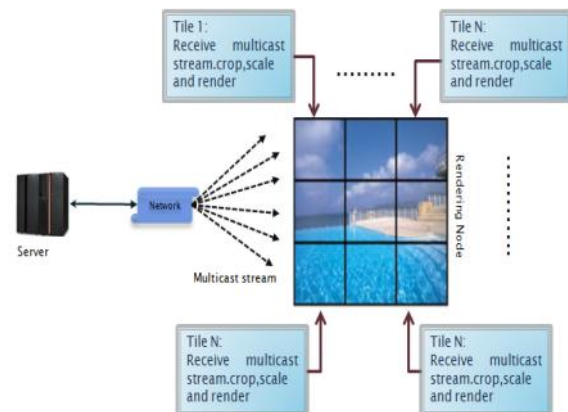 Tile 1:
Receive multicast
stream.crop,scale
and render
Tile N:
Receive multicast
stream.crop,scale
and render
Rendering Node
Network
Server
Multicast stream
Tile N:
Receive multicast
stream.crop,scale
and render
Tile N:
Receive multicast
stream.crop,scale
and render